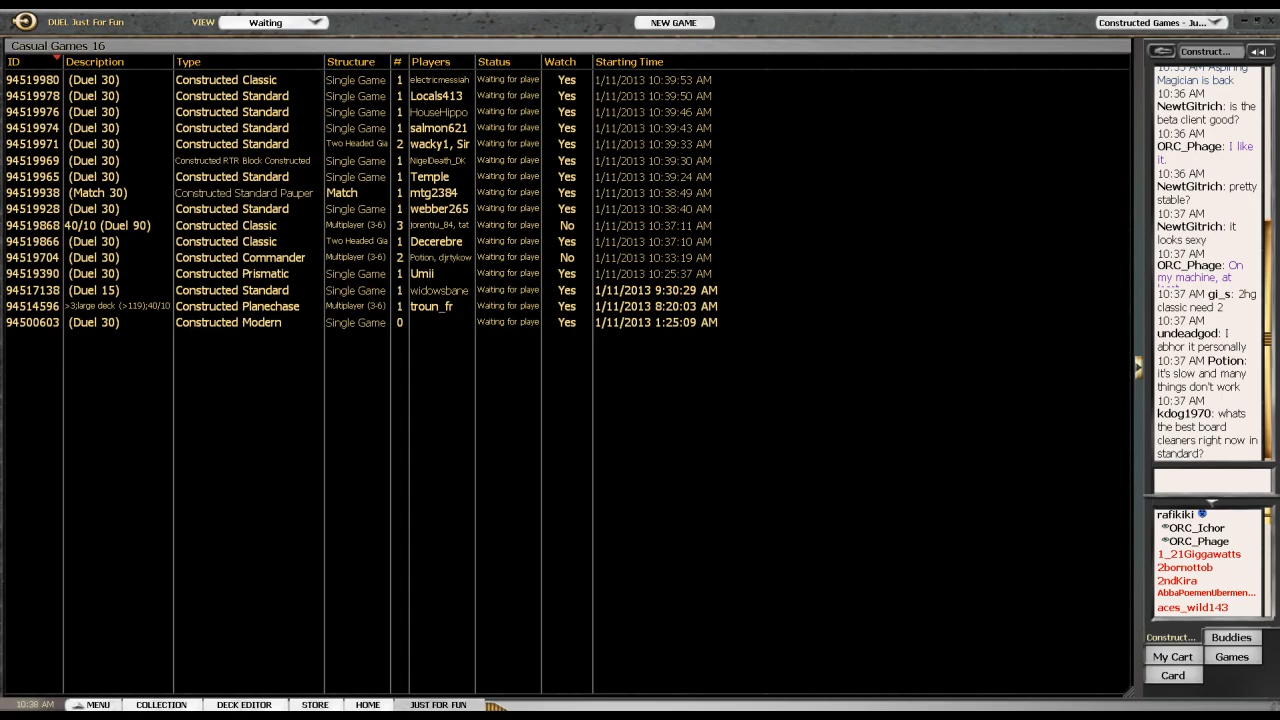 DUEL Just For Fun VIEW Waiting NEW GAME Constructed Games - Ju...
Casual Games 16
ID Description Type Structure # Players Status Watch Starting Time
94519980 (Duel 30) Constructed Classic Single Game 1 electricmessiah Waiting for playe Yes 1/11/2013 10:39:53 AM
94519978 (Duel 30) Constructed Standard Single Game 1 Locals413 Waiting for playe Yes 1/11/2013 10:39:50 AM
94519976 (Duel 30) Constructed Standard Single Game 1 HouseHippo Waiting for playe Yes 1/11/2013 10:39:46 AM
94519974 (Duel 30) Constructed Standard Single Game 1 salmon621 Waiting for playe Yes 1/11/2013 10:39:43 AM
94519971 (Duel 30) Constructed Standard Two Headed Gia 2 wacky1, Sir Waiting for playe Yes 1/11/2013 10:39:33 AM
94519969 (Duel 30) Constructed RTR Block Constructed Single Game 1 NigelDeath_DK Waiting for playe Yes 1/11/2013 10:39:30 AM
94519965 (Duel 30) Constructed Standard Single Game 1 Temple Waiting for playe Yes 1/11/2013 10:39:24 AM
94519938 (Match 30) Constructed Standard Pauper Match 1 mtg2384 Waiting for playe Yes 1/11/2013 10:38:49 AM
94519928 (Duel 30) Constructed Standard Single Game 1 webber265 Waiting for playe Yes 1/11/2013 10:38:40 AM
94519868 40/10 (Duel 90) Constructed Classic Multiplayer (3-6) 3 jorentju_84, tat Waiting for playe No 1/11/2013 10:37:11 AM
94519866 (Duel 30) Constructed Classic Two Headed Gia 1 Decerebre Waiting for playe Yes 1/11/2013 10:37:10 AM
94519704 (Duel 30) Constructed Commander Multiplayer (3-6) 2 Potion, djrtykow Waiting for playe No 1/11/2013 10:33:19 AM
94519390 (Duel 30) Constructed Prismatic Single Game 1 Umii Waiting for playe Yes 1/11/2013 10:25:37 AM
94517138 (Duel 15) Constructed Standard Single Game 1 widowsbane Waiting for playe Yes 1/11/2013 9:30:29 AM
94514596 >3;large deck (>119);40/10 Constructed Planechase Multiplayer (3-6) 1 troun_fr Waiting for playe Yes 1/11/2013 8:20:03 AM
94500603 (Duel 30) Constructed Modern Single Game 0 Waiting for playe Yes 1/11/2013 1:25:09 AM
Construct...
10:35 AM Aspiring
Magician is back
10:36 AM
NewtGitrich: is the
beta client good?
10:36 AM
ORC_Phage: I like
it.
10:36 AM
NewtGitrich: pretty
stable?
10:37 AM
NewtGitrich: it
looks sexy
10:37 AM
ORC_Phage: On
my machine, at
least.
10:37 AM gi_s: 2hg
classic need 2
10:37 AM
undeadgod: I
abhor it personally
10:37 AM Potion:
it's slow and many
things don't work
10:37 AM
kdog1970: whats
the best board
cleaners right now in
standard?
rafikiki
ORC_Ichor
ORC_Phage
1_21Giggawatts
2bornottob
2ndKira
AbbaPoemenUbermen...
aces_wild143
Construct... Buddies
My Cart Games
Card
10:38 AM MENU COLLECTION DECK EDITOR STORE HOME JUST FOR FUN